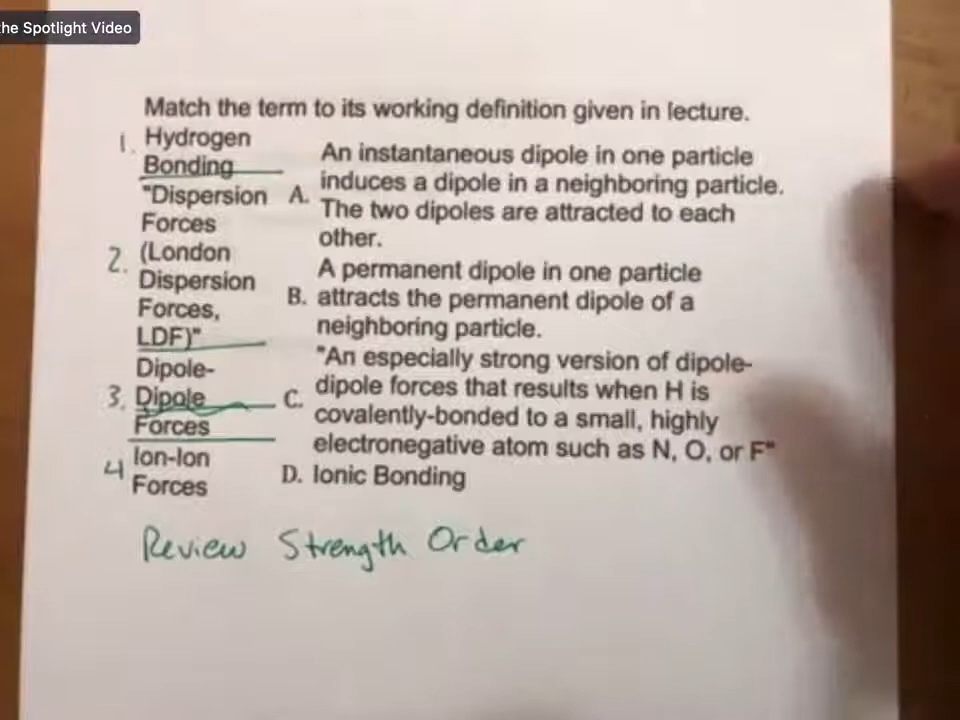 the Spotlight Video
Match the term to its working definition given in lecture.
1. Hydrogen
Bonding
"Dispersion
Forces
2. (London
Dispersion
Forces,
LDF)"
Dipole-
3. Dipole
Forces
4 Ion-Ion
Forces
An instantaneous dipole in one particle
A. induces a dipole in a neighboring particle.
The two dipoles are attracted to each
other.
A permanent dipole in one particle
B. attracts the permanent dipole of a
neighboring particle.
"An especially strong version of dipole-
C. dipole forces that results when H is
covalently-bonded to a small, highly
electronegative atom such as N, O, or F"
D. Ionic Bonding
Review Strength Order